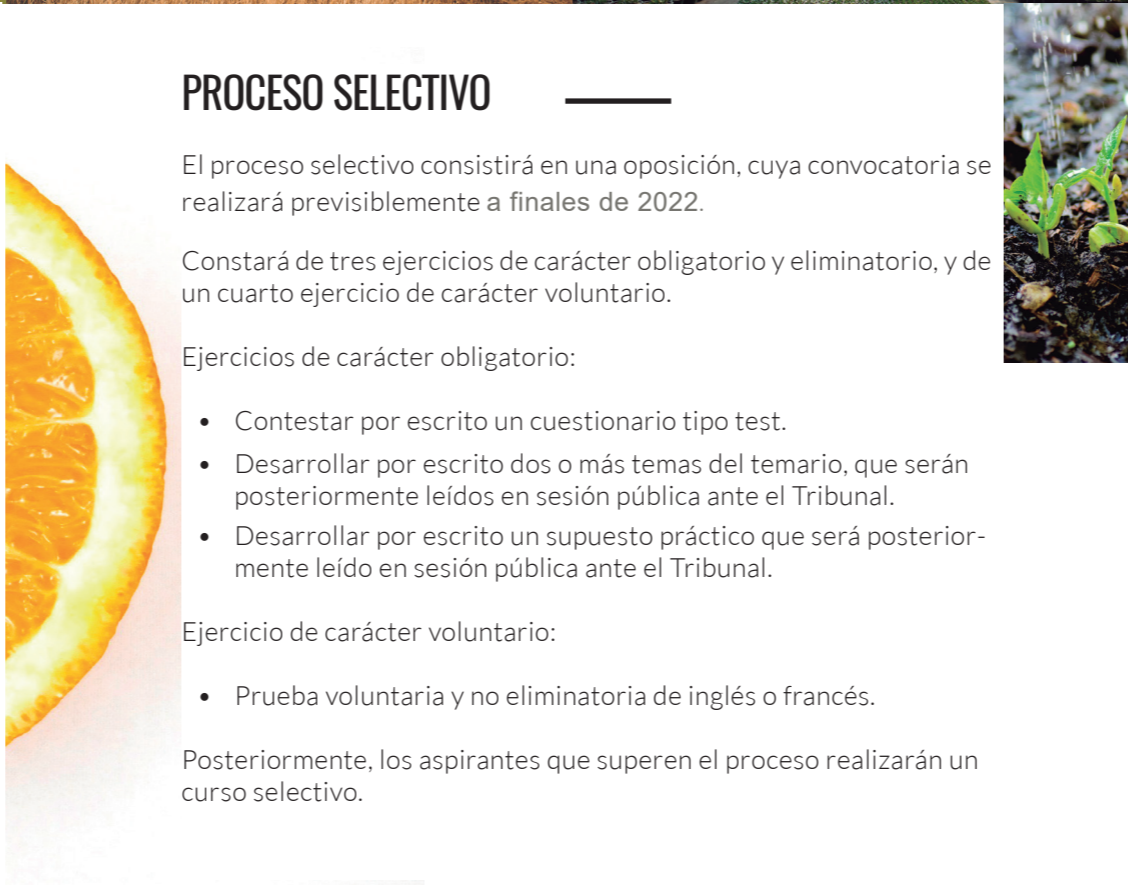 PROCESO SELECTIVO
El proceso selectivo consistirá en una oposición, cuya convocatoria se
realizará previsiblemente a finales de 2022.
Constará de tres ejercicios de carácter obligatorio y eliminatorio, y de
un cuarto ejercicio de carácter voluntario.
Ejercicios de carácter obligatorio:
• Contestar por escrito un cuestionario tipo test.
• Desarrollar por escrito dos o más temas del temario, que serán
posteriormente leídos en sesión pública ante el Tribunal.
• Desarrollar por escrito un supuesto práctico que será posterior-
mente leído en sesión pública ante el Tribunal.
Ejercicio de carácter voluntario:
• Prueba voluntaria y no eliminatoria de inglés o francés.
Posteriormente, los aspirantes que superen el proceso realizarán un
curso selectivo.